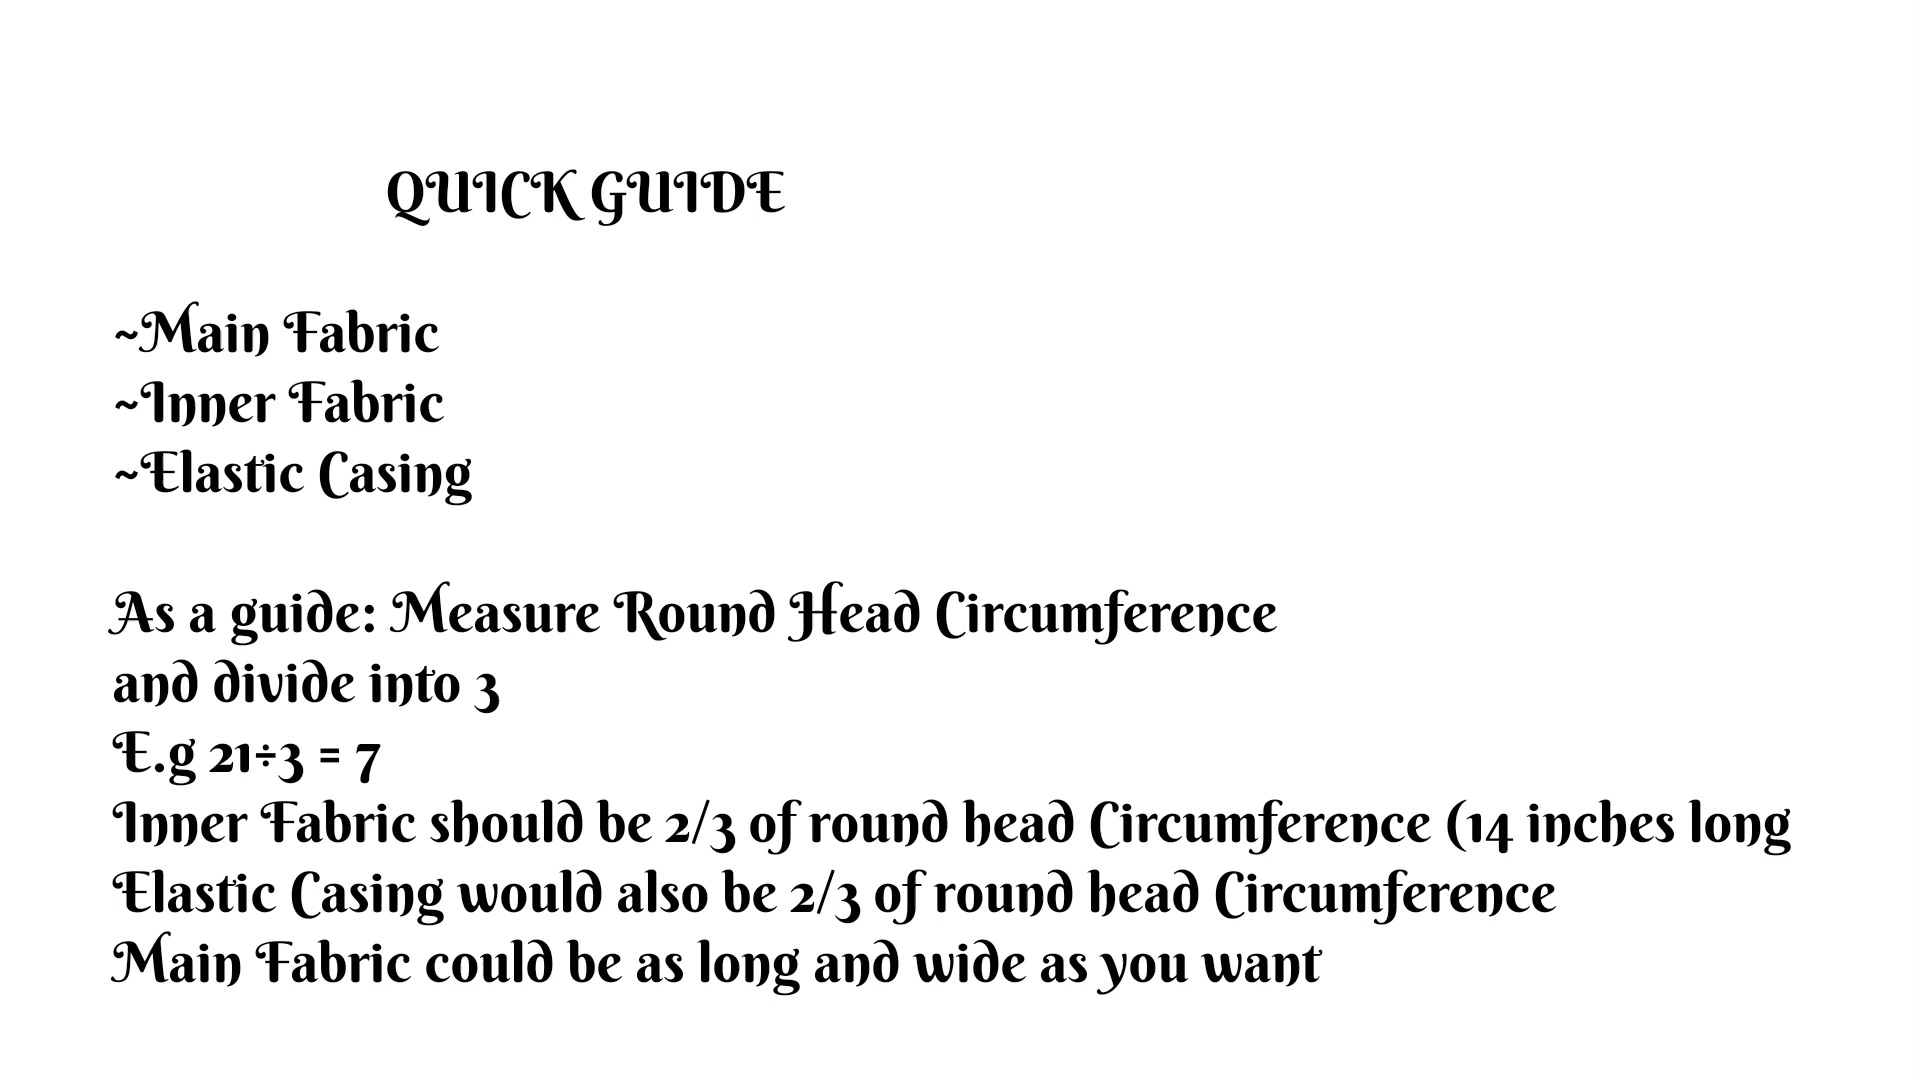 QUICK GUIDE
~Main Fabric
~Inner Fabric
~Elastic Casing
As a guide: Measure Round Head Circumference
and divide into 3
E.g 21÷3 = 7
Inner Fabric should be 2/3 of round head Circumference (14 inches long
Elastic Casing would also be 2/3 of round head Circumference
Main Fabric could be as long and wide as you want